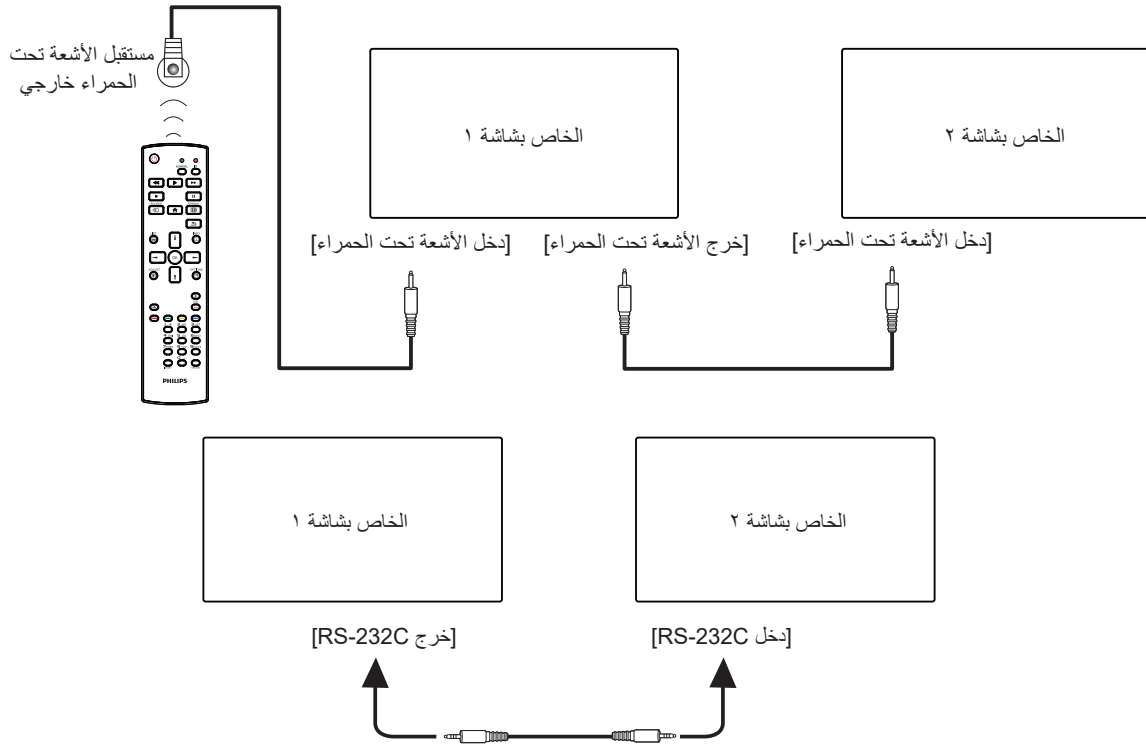 مستقبل الأشعة تحت
الحمراء خارجي
الخاص بشاشة ١
الخاص بشاشة ٢
[دخل الأشعة تحت الحمراء]
[خرج الأشعة تحت الحمراء]
[دخل الأشعة تحت الحمراء]
PHILIPS
الخاص بشاشة ١
الخاص بشاشة ٢
[خرج RS-232C]
[دخل RS-232C]